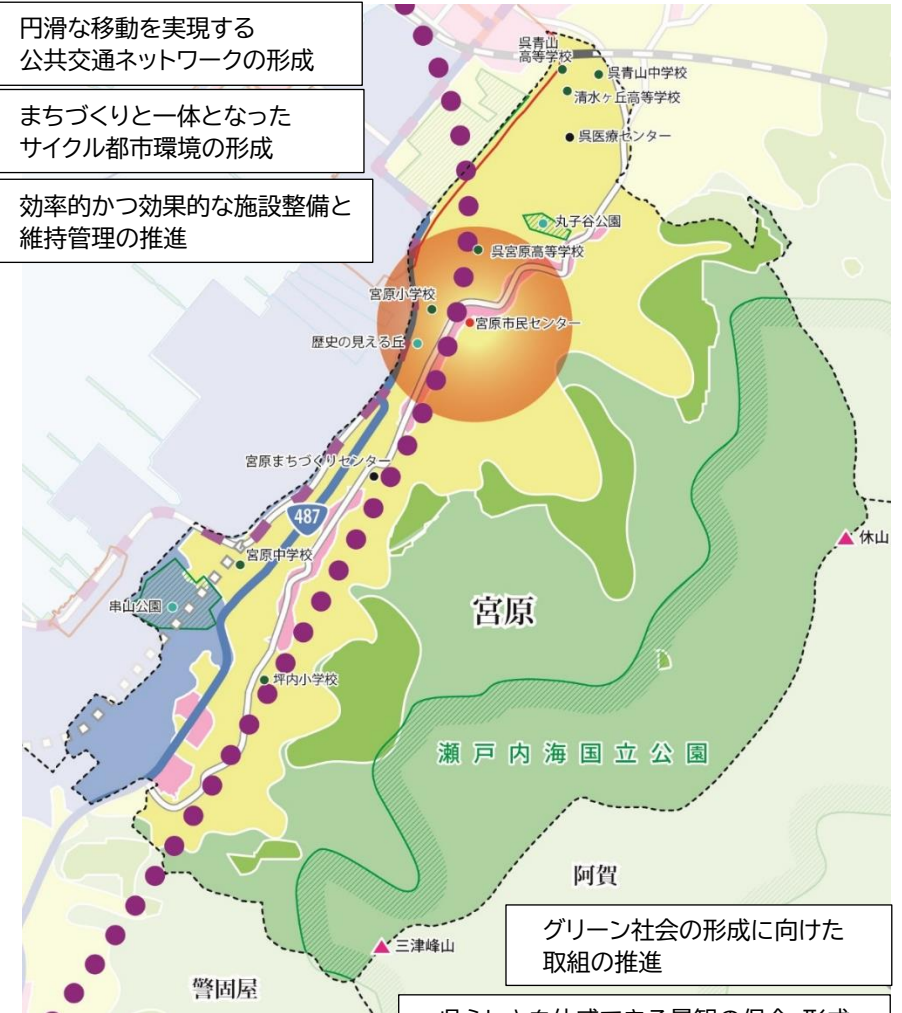 円滑な移動を実現する
公共交通ネットワークの形成
まちづくりと一体となった
サイクル都市環境の形成
効率的かつ効果的な施設整備と
維持管理の推進
呉青山
高等学校
呉青山中学校
清水ヶ丘高等学校
呉医療センター
丸子谷公園
呉宮原高等学校
宮原小学校
宮原市民センター
歴史の見える丘
宮原まちづくりセンター
487
宮原中学校
串山公園
坪内小学校
宮原
休山
瀬戸内海国立公園
阿賀
三津峰山
警固屋
グリーン社会の形成に向けた
取組の推進